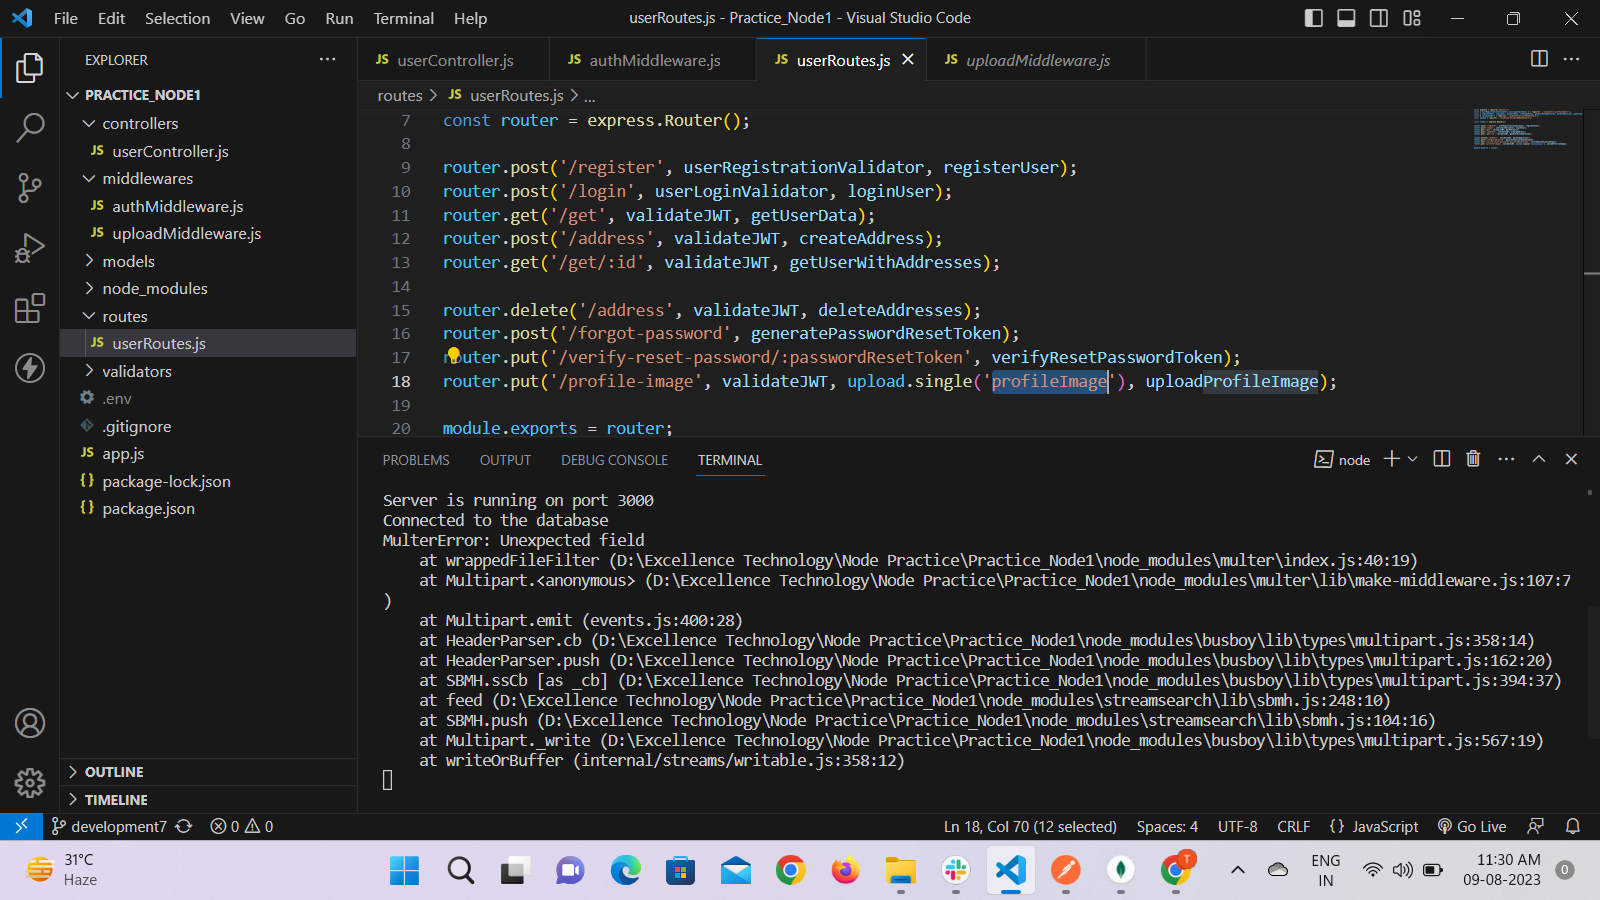 File Edit Selection View Go Run Terminal Help
userRoutes.js - Practice_Node1 - Visual Studio Code
EXPLORER
PRACTICE_NODE1
controllers
JS userController.js
middlewares
JS authMiddleware.js
JS uploadMiddleware.js
models
node_modules
routes
JS userRoutes.js
validators
.env
.gitignore
JS app.js
{} package-lock.json
{} package.json
OUTLINE
TIMELINE
JS userController.js
JS authMiddleware.js
JS userRoutes.js
JS uploadMiddleware.js
routes > JS userRoutes.js > ...
7 const router = express.Router();
8
9 router.post('/register', userRegistrationValidator, registerUser);
10 router.post('/login', userLoginValidator, loginUser);
11 router.get('/get', validateJWT, getUserData);
12 router.post('/address', validateJWT, createAddress);
13 router.get('/get/:id', validateJWT, getUserWithAddresses);
14
15 router.delete('/address', validateJWT, deleteAddresses);
16 router.post('/forgot-password', generatePasswordResetToken);
17 router.put('/verify-reset-password/:passwordResetToken', verifyResetPasswordToken);
18 router.put('/profile-image', validateJWT, upload.single('profileImage'), uploadProfileImage);
19
20 module.exports = router;
PROBLEMS OUTPUT DEBUG CONSOLE TERMINAL
node
Server is running on port 3000
Connected to the database
MulterError: Unexpected field
at wrappedFileFilter (D:\Excellence Technology\Node Practice\Practice_Node1\node_modules\multer\index.js:40:19)
at Multipart.<anonymous> (D:\Excellence Technology\Node Practice\Practice_Node1\node_modules\multer\lib\make-middleware.js:107:7
)
at Multipart.emit (events.js:400:28)
at HeaderParser.cb (D:\Excellence Technology\Node Practice\Practice_Node1\node_modules\busboy\lib\types\multipart.js:358:14)
at HeaderParser.push (D:\Excellence Technology\Node Practice\Practice_Node1\node_modules\busboy\lib\types\multipart.js:162:20)
at SBMH.ssCb [as _cb] (D:\Excellence Technology\Node Practice\Practice_Node1\node_modules\busboy\lib\types\multipart.js:394:37)
at feed (D:\Excellence Technology\Node Practice\Practice_Node1\node_modules\streamsearch\lib\sbmh.js:248:10)
at SBMH.push (D:\Excellence Technology\Node Practice\Practice_Node1\node_modules\streamsearch\lib\sbmh.js:104:16)
at Multipart._write (D:\Excellence Technology\Node Practice\Practice_Node1\node_modules\busboy\lib\types\multipart.js:567:19)
at writeOrBuffer (internal/streams/writable.js:358:12)
development7 0 0
Ln 18, Col 70 (12 selected) Spaces: 4 UTF-8 CRLF {} JavaScript Go Live
31°C
Haze
T
ENG
IN
11:30 AM
09-08-2023
0